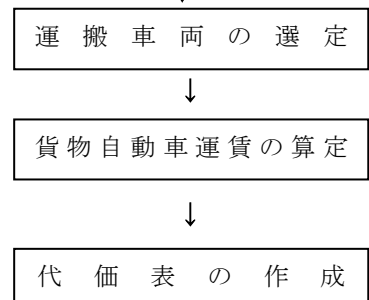 運搬車両の選定
↓
貨物自動車運賃の算定
↓
代価表の作成